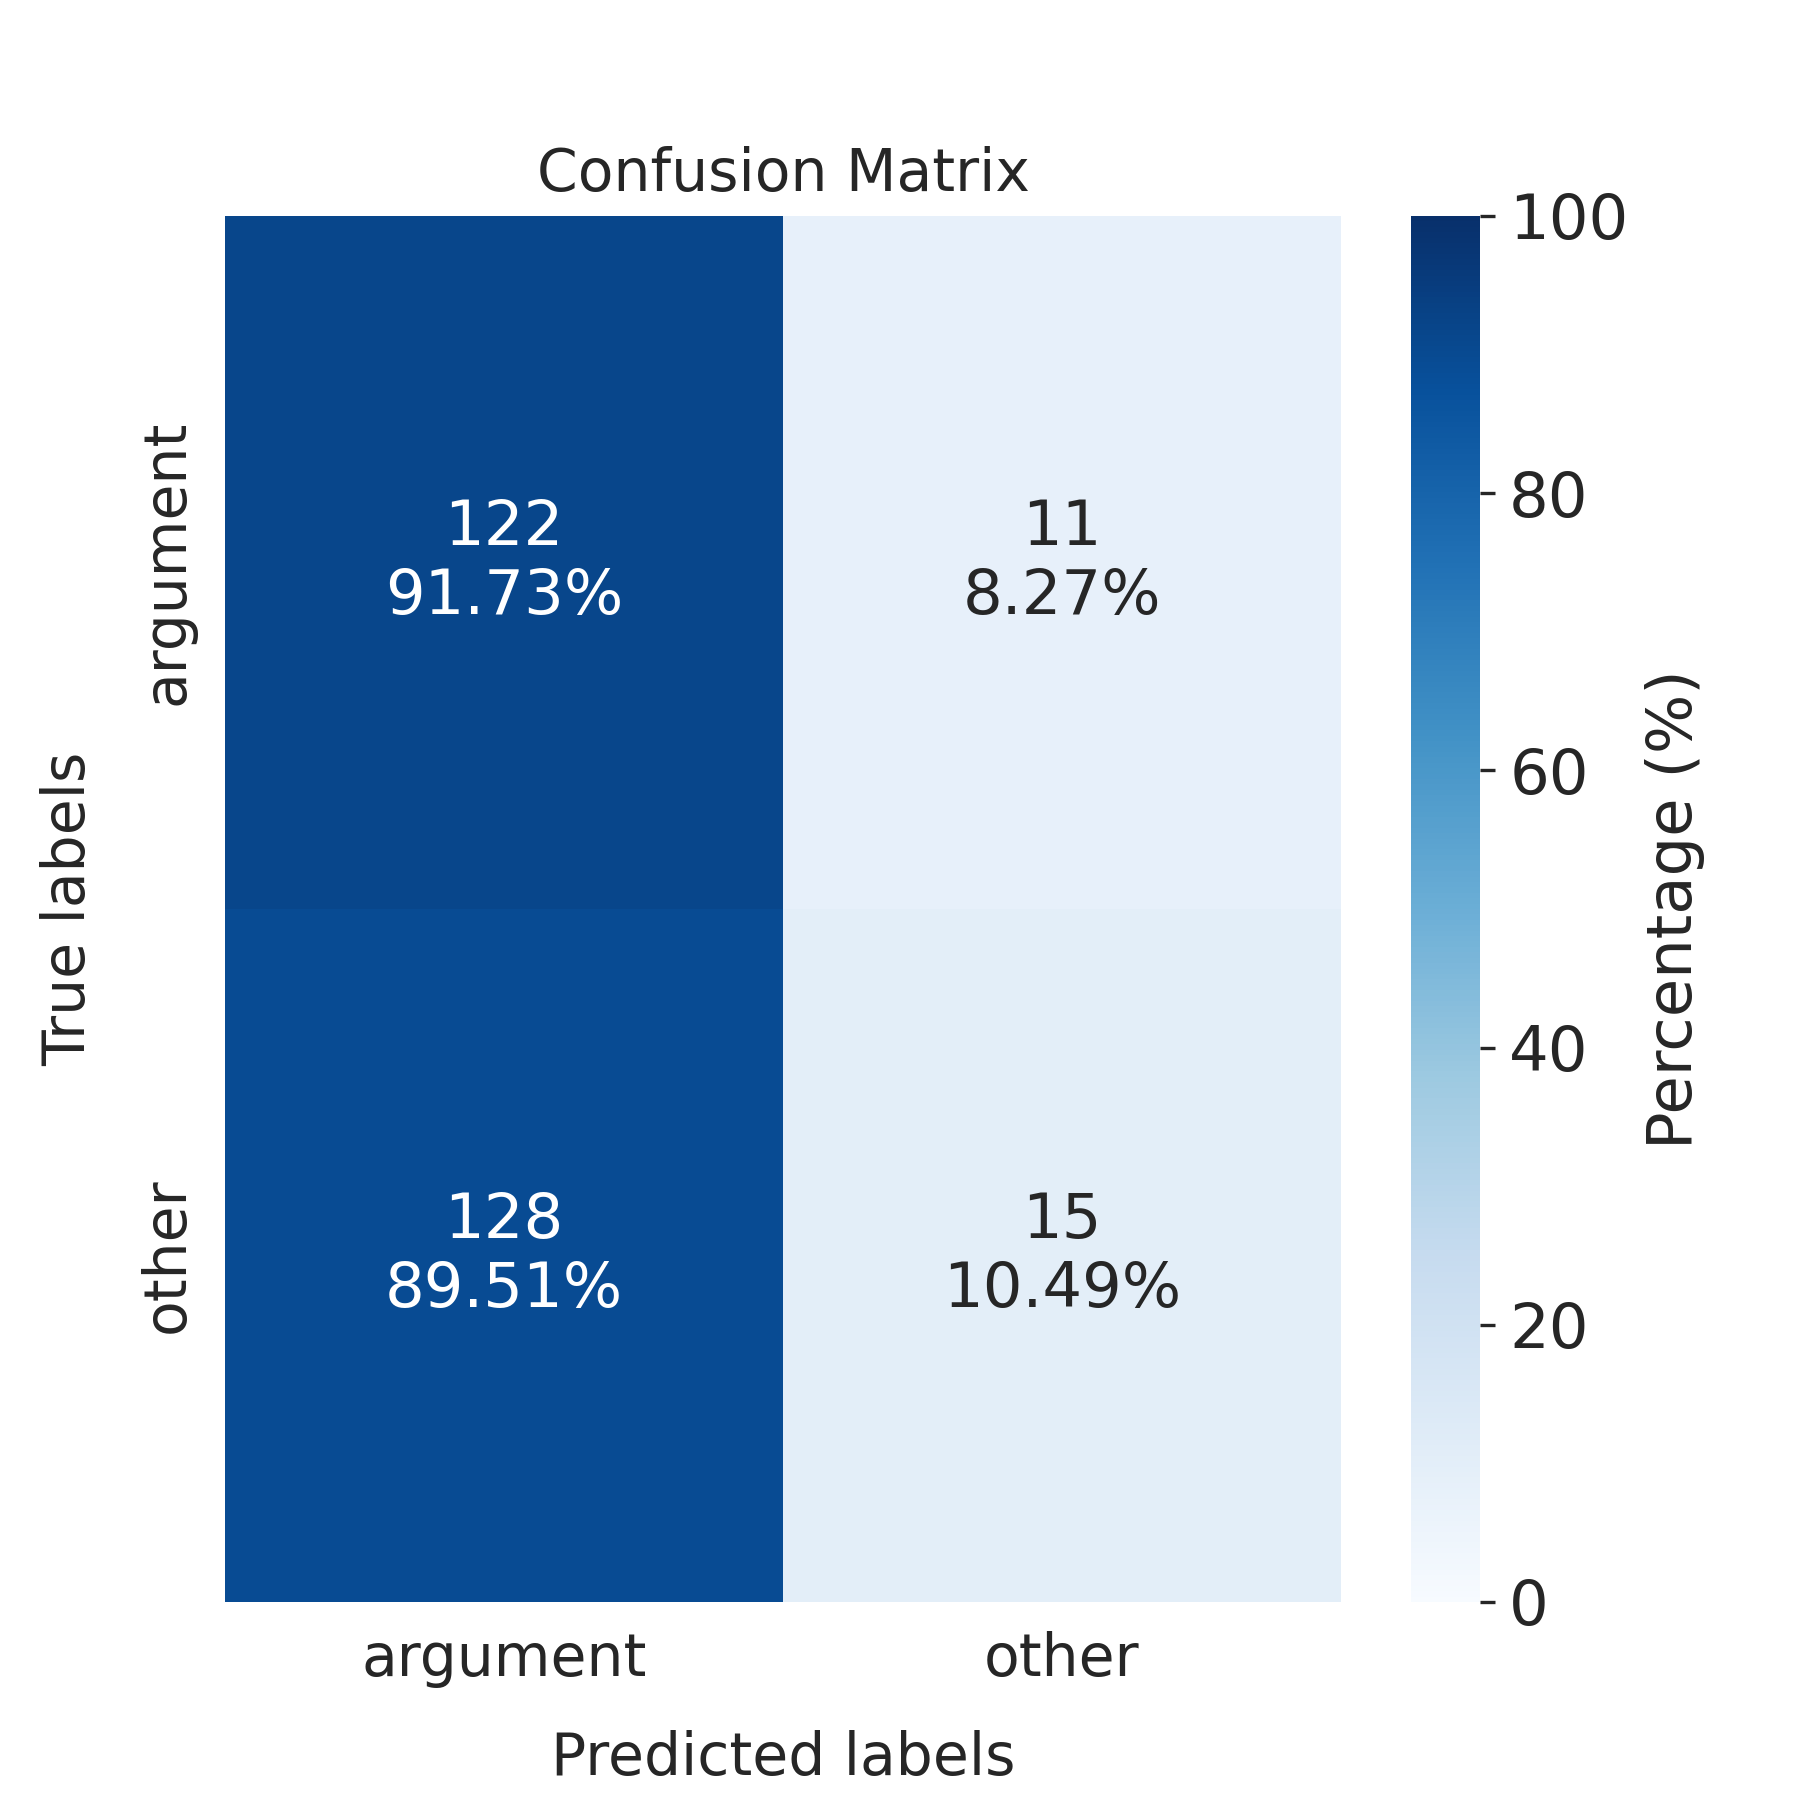 Confusion Matrix
True labels
argument
122
91.73%
11
8.27%
other
128
89.51%
15
10.49%
argument
other
Predicted labels
100
80
60
40
20
0
Percentage (%)